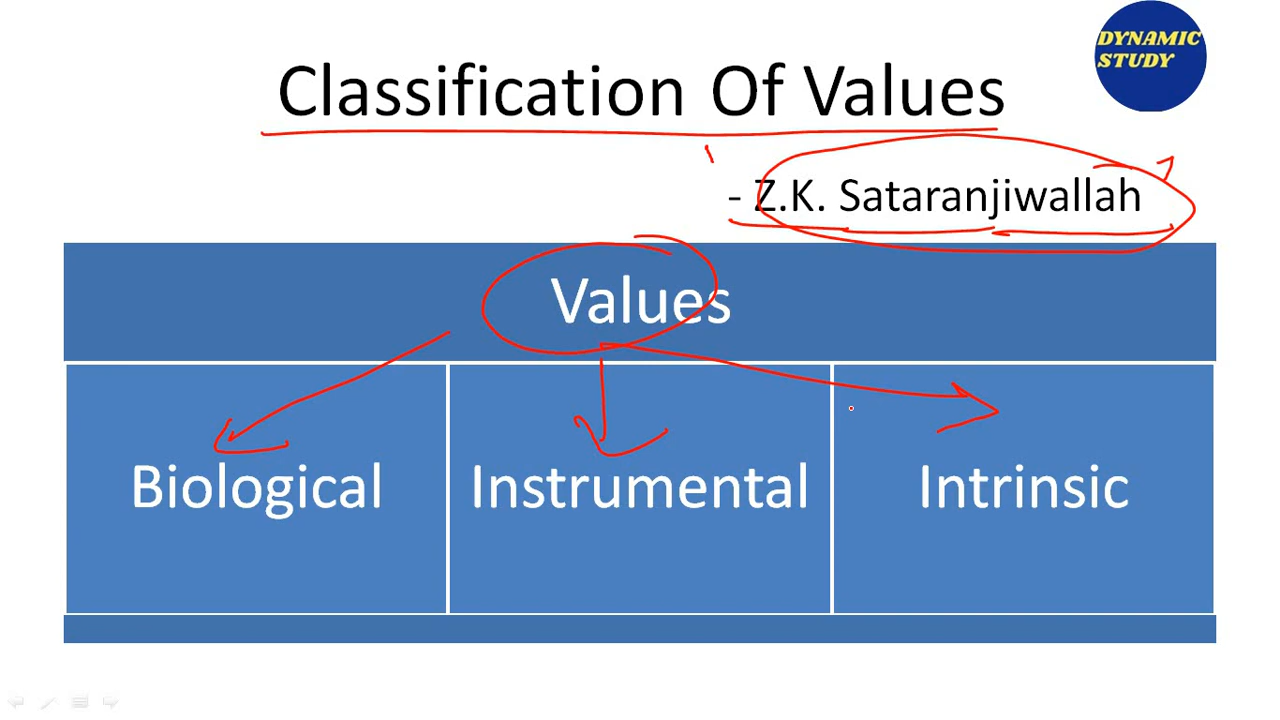 DYNAMIC
STUDY
Classification Of Values
- Z.K. Sataranjiwallah
Values
Biological
Instrumental
Intrinsic